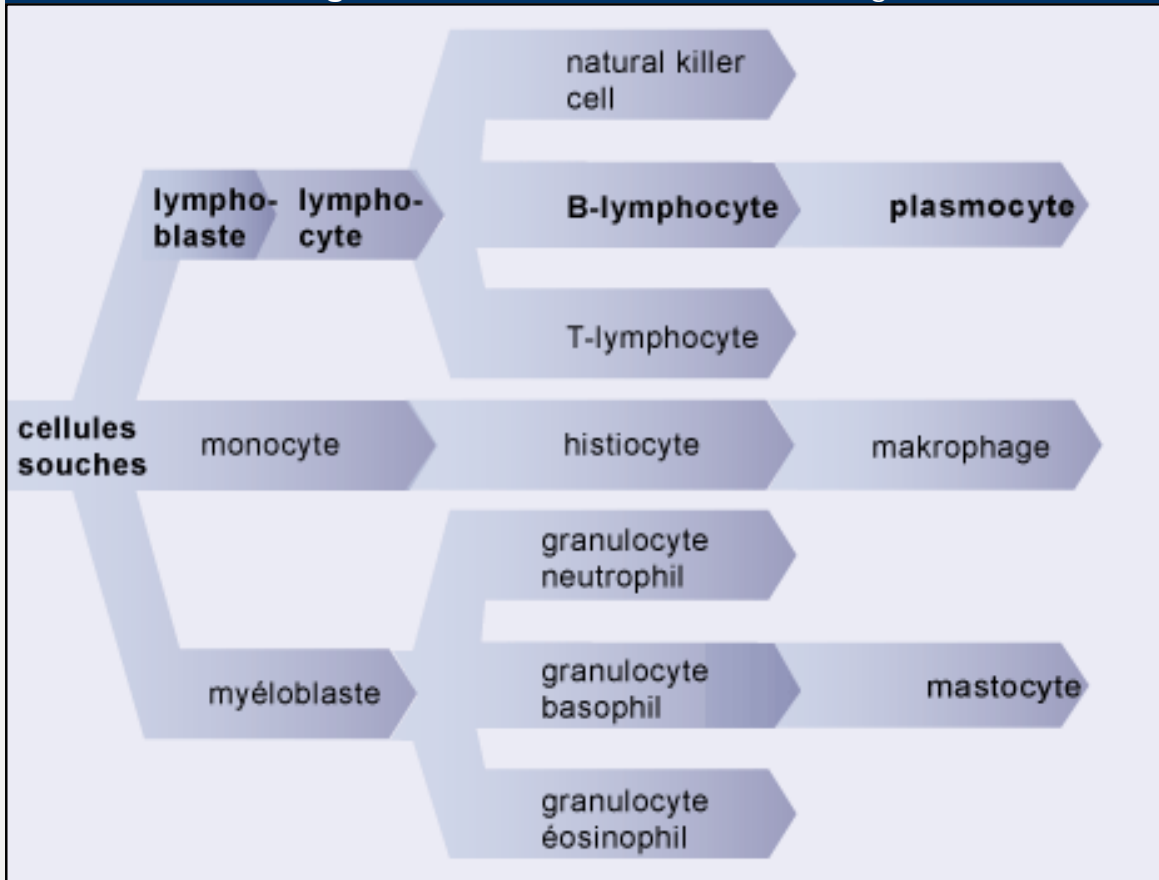 natural killer
cell
lympho-
blaste
lympho-
cyte
B-lymphocyte
plasmocyte
T-lymphocyte
cellules
souches
monocyte
histiocyte
makrophage
granulocyte
neutrophil
myéloblaste
granulocyte
basophil
mastocyte
granulocyte
éosinophil